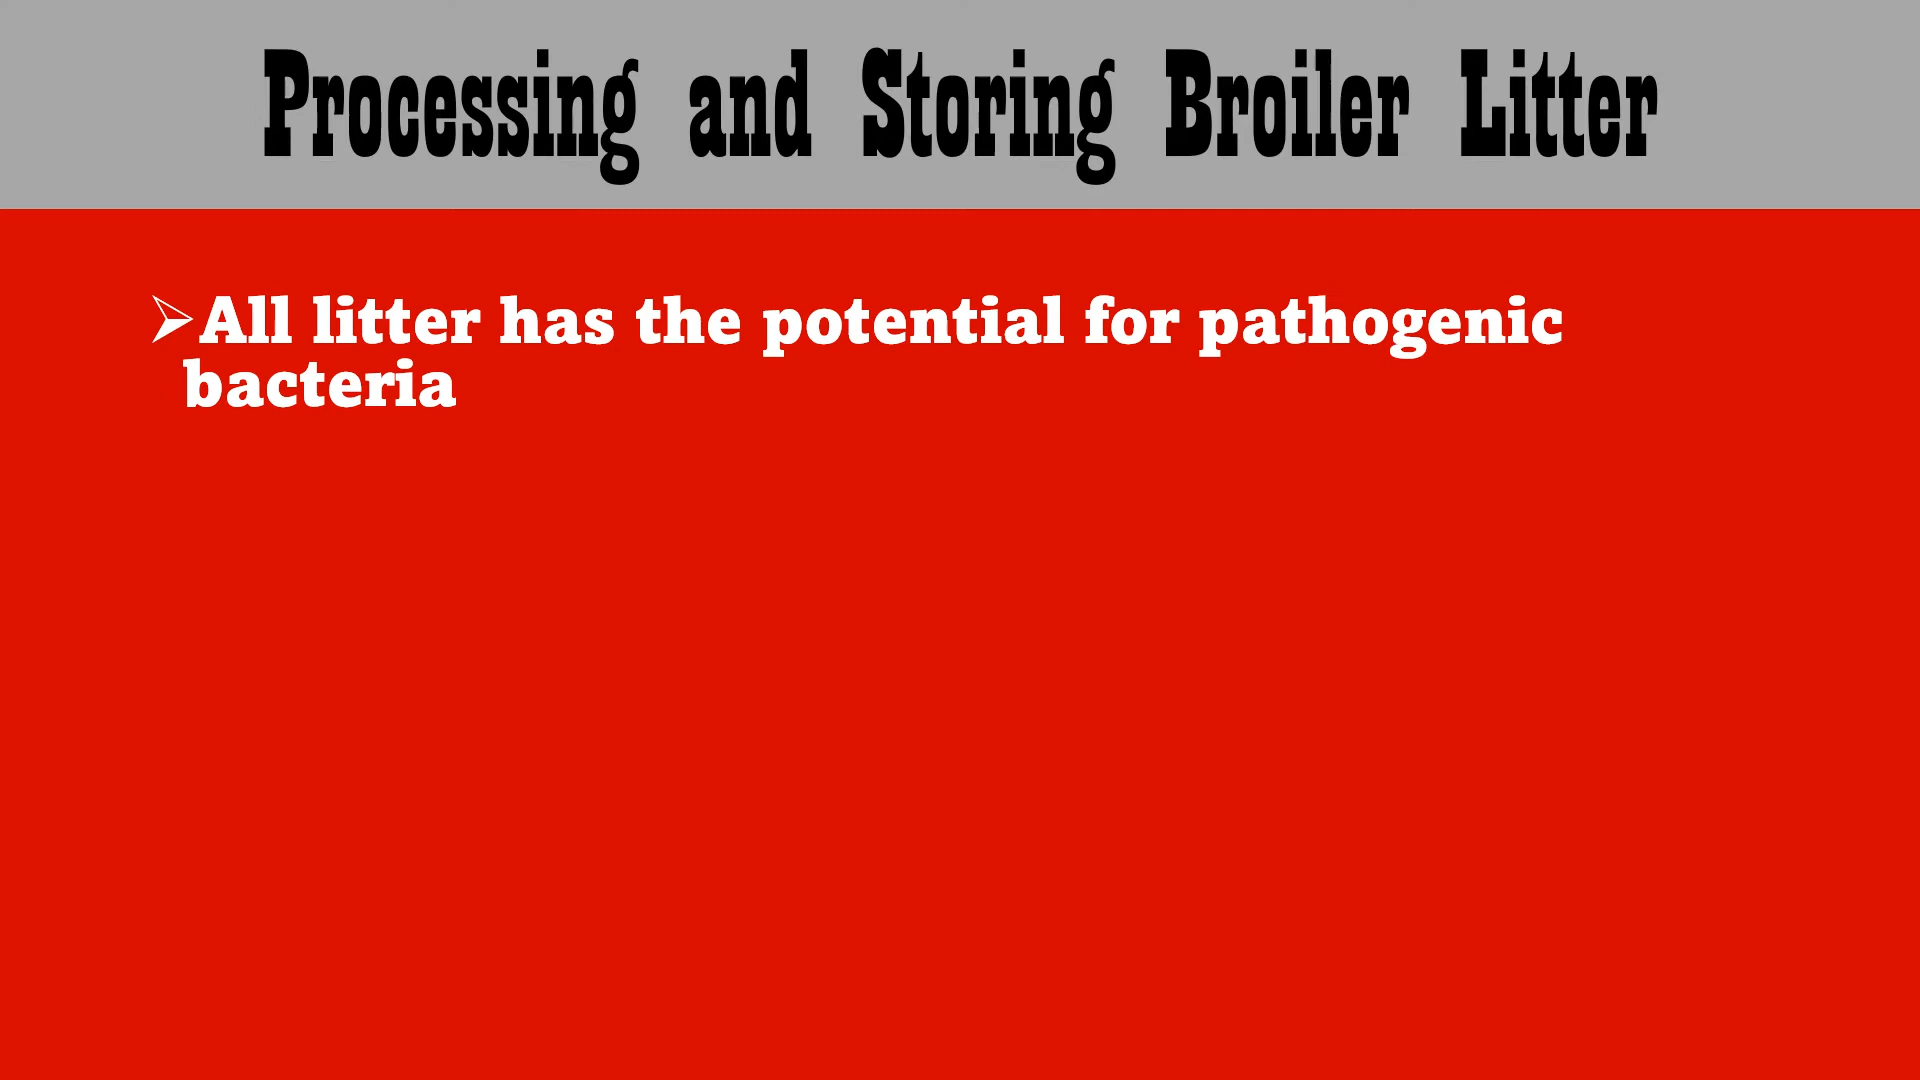 Processing and Storing Broiler Litter
➢All litter has the potential for pathogenic
bacteria